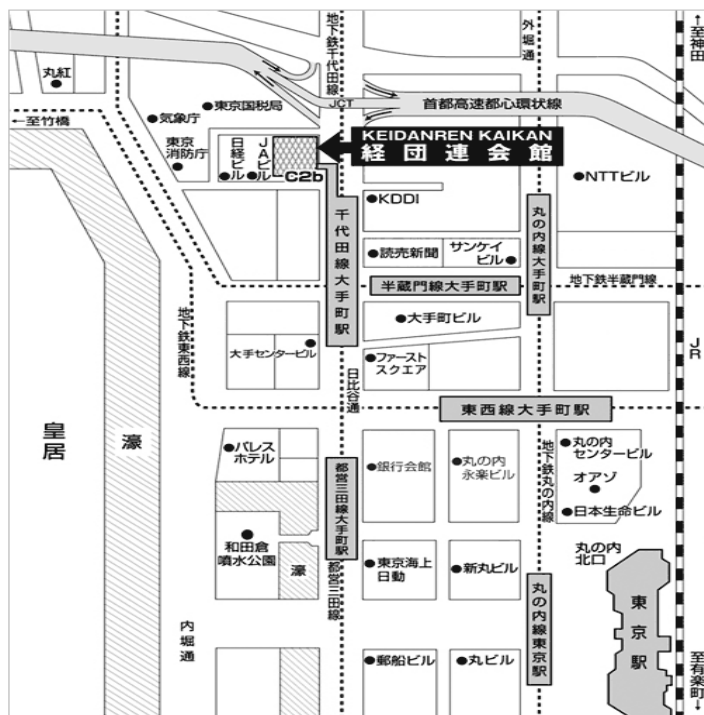 地下鉄千代田線
外堀通
←至神田
丸紅
東京国税局
気象庁
←至竹橋
JCT
首都高速都心環状線
東京
消防庁
日経ビル
JAビル
C2b
KEIDANREN KAIKAN
経団連会館
KDDI
NTTビル
千代田線大手町駅
丸の内線大手町駅
読売新聞
サンケイ
ビル
半蔵門線大手町駅
地下鉄半蔵門線
地下鉄東西線
大手町ビル
大手センタービル
ファースト
スクエア
JR
日比谷通
東西線大手町駅
皇居
濠
パレス
ホテル
都営三田線大手町駅
銀行会館
丸の内
永楽ビル
地下鉄丸の内線
丸の内
センタービル
オアゾ
日本生命ビル
和田倉
噴水公園
濠
都営三田線
東京海上
日動
新丸ビル
丸の内
北口
丸の内線東京駅
東京駅
内堀通
郵船ビル
丸ビル
至有楽町→